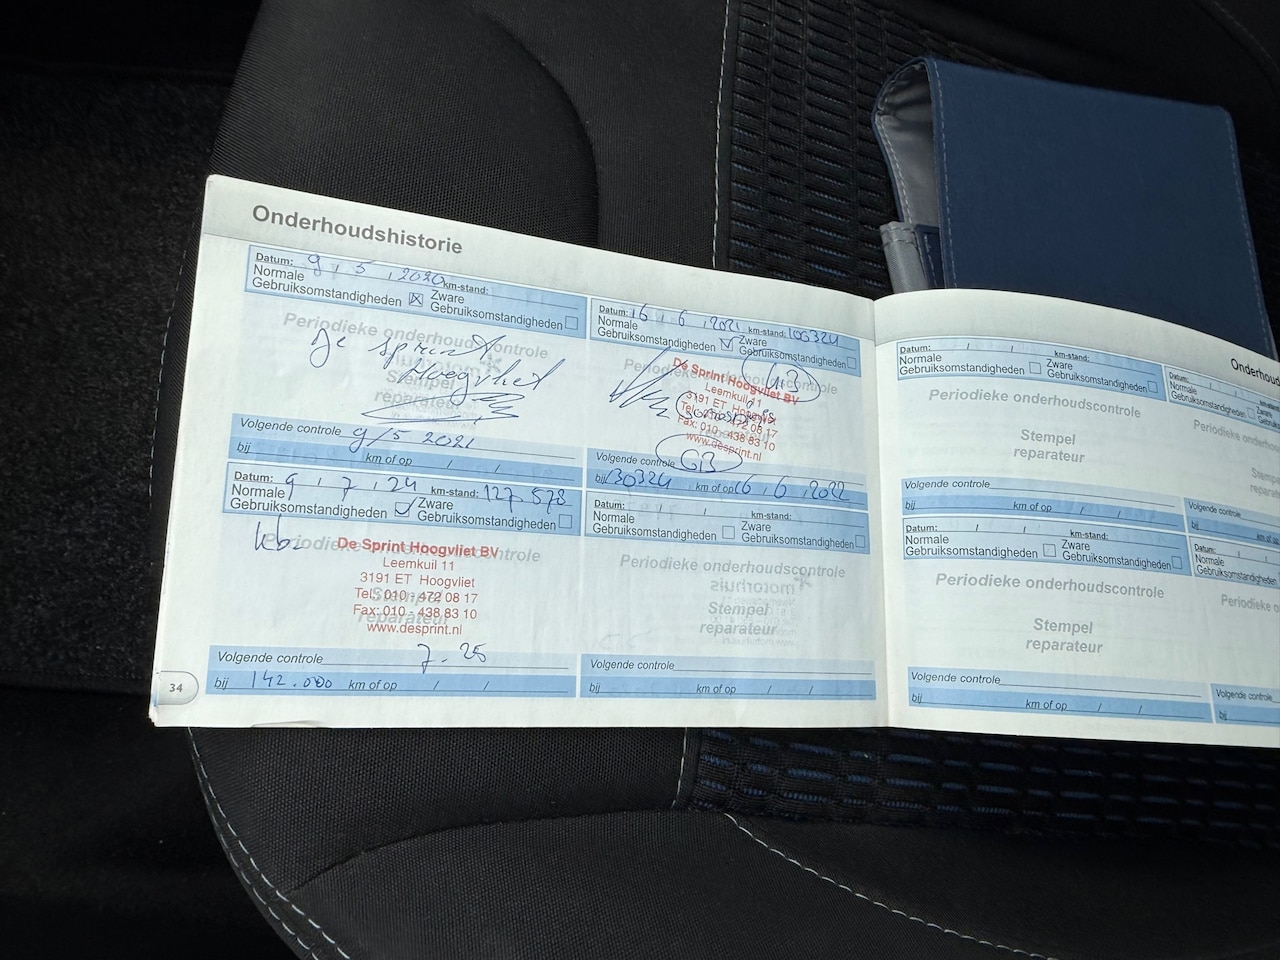 Onderhoudshistorie
Datum: 9 , 5 , 2020 km-stand:
Normale
Gebruiksomstandigheden
Zware
Gebruiksomstandigheden
Periodieke onderhoudscontrole
De sprint
Hoogvliet
Stempel
reparateur
Volgende controle 9/5 2021
bij km of op / /
Datum: 16 , 6 , 2021 km-stand:
Normale
Gebruiksomstandigheden
Zware
Gebruiksomstandigheden
De Sprint Hoogvliet BV
Leemkuil 11
3191 ET Hoogvliet
Fax: 010 - 438 83 10
www.desprint.nl
Volgende controle GB
bij 130324 km of op 16 , 6 , 2022
Datum: 9 , 7 , 24 km-stand: 127 578
Normale
Gebruiksomstandigheden
Zware
Gebruiksomstandigheden
Periodieke onderhoudscontrole
De Sprint Hoogvliet BV
Leemkuil 11
3191 ET Hoogvliet
Tel.: 010 - 472 08 17
Fax: 010 - 438 83 10
www.desprint.nl
Stempel
reparateur
Volgende controle 7 - 25
bij 142.000 km of op / /
Datum: / / km-stand:
Normale
Gebruiksomstandigheden
Zware
Gebruiksomstandigheden
Periodieke onderhoudscontrole
Stempel
reparateur
Volgende controle
bij km of op / /
34
Datum: / / km-stand:
Normale
Gebruiksomstandigheden
Zware
Gebruiksomstandigheden
Periodieke onderhoudscontrole
Stempel
reparateur
Volgende controle
bij km of op / /
Datum: / / km-stand:
Normale
Gebruiksomstandigheden
Zware
Gebruiksomstandigheden
Periodieke onderhoudscontrole
Stempel
reparateur
Volgende controle
bij km of op / /
Datum:
Normale
Gebruiksomstandigheden
Volgende controle
bij
Datum:
Normale
Gebruiksomstandigheden
Volgende controle
bij